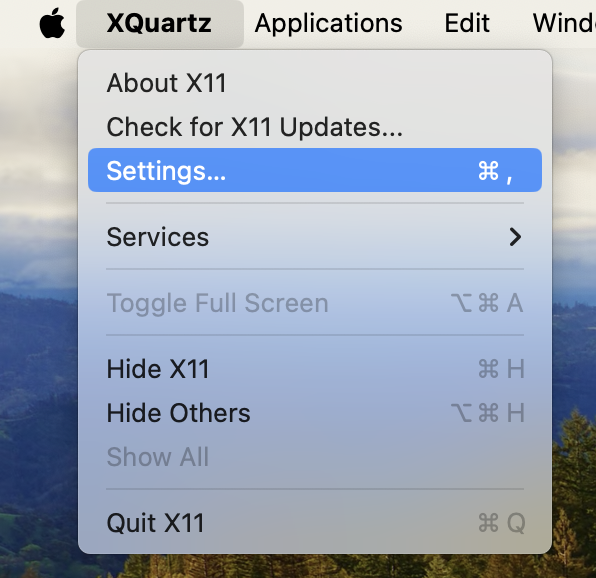 XQuartz Applications Edit
About X11
Check for X11 Updates...
Settings... ⌘ ,
Services
Toggle Full Screen ⌥ ⌘ A
Hide X11 ⌘ H
Hide Others ⌥ ⌘ H
Show All
Quit X11 ⌘ Q